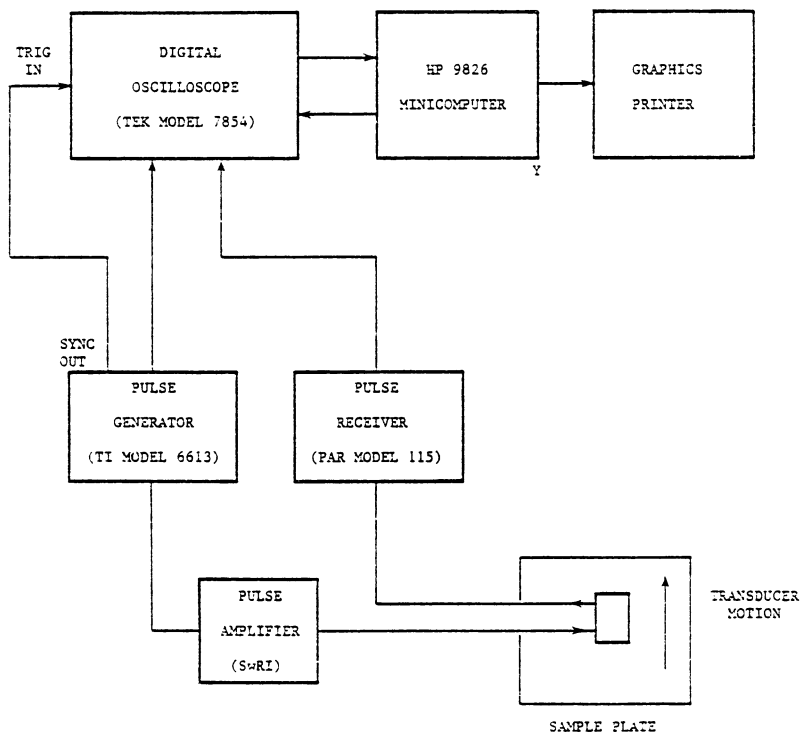 TRIG
IN
DIGITAL
OSCILLOSCOPE
(TEK MODEL 7854)
HP 9826
MINICOMPUTER
GRAPHICS
PRINTER
Y
SYNC
OUT
PULSE
GENERATOR
(TI MODEL 6613)
PULSE
RECEIVER
(PAR MODEL 115)
PULSE
AMPLIFIER
(SwRI)
TRANSDUCER
MOTION
SAMPLE PLATE